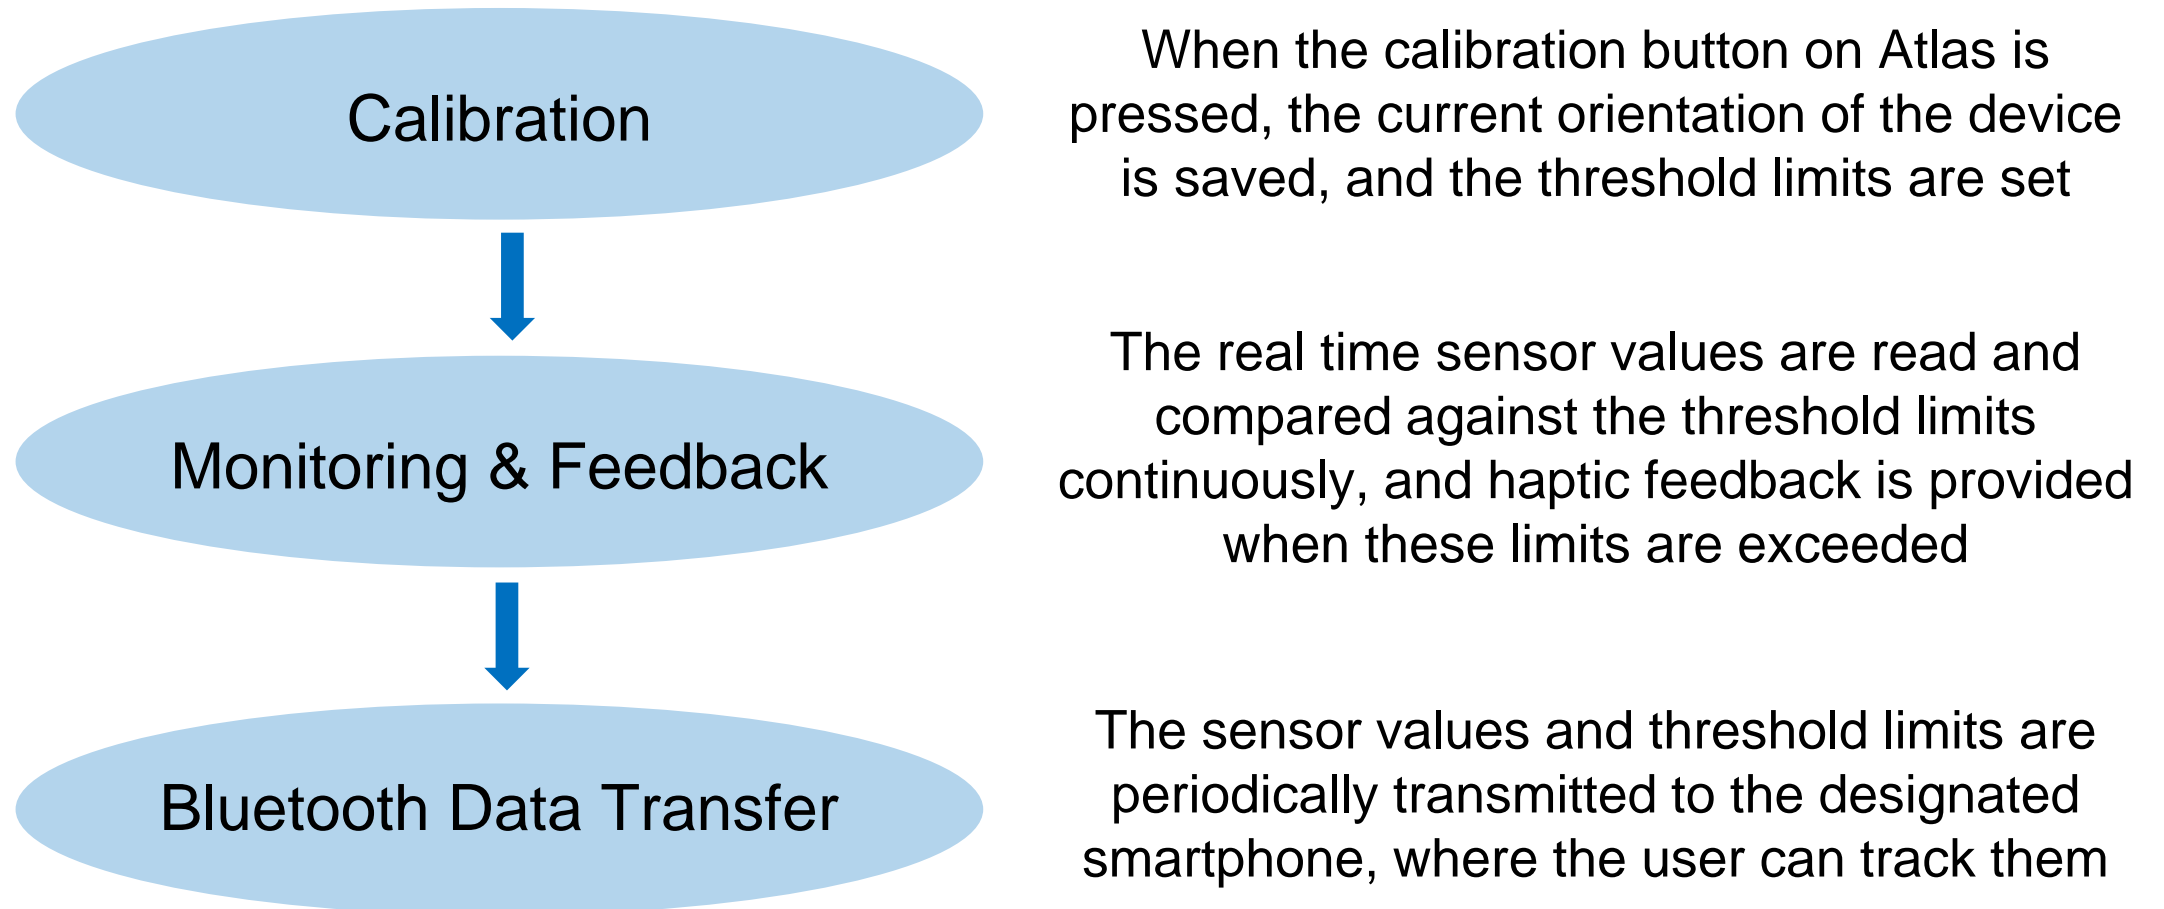 Calibration
When the calibration button on Atlas is
pressed, the current orientation of the device
is saved, and the threshold limits are set
Monitoring & Feedback
The real time sensor values are read and
compared against the threshold limits
continuously, and haptic feedback is provided
when these limits are exceeded
Bluetooth Data Transfer
The sensor values and threshold limits are
periodically transmitted to the designated
smartphone, where the user can track them